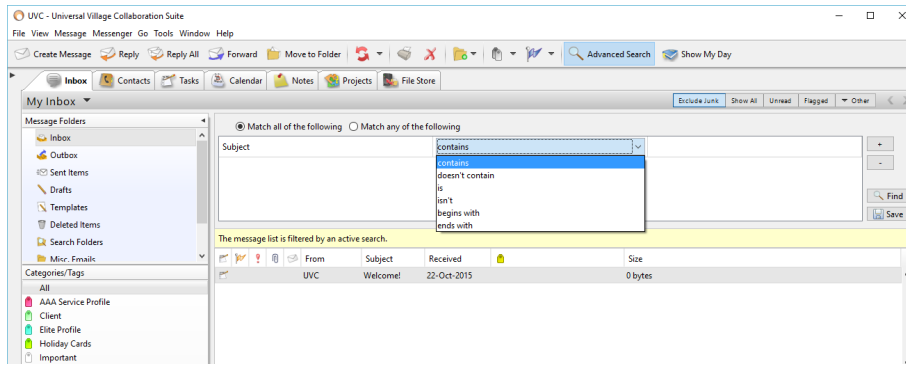 UVC - Universal Village Collaboration Suite
File View Message Messenger Go Tools Window Help
Create Message Reply Reply All Forward Move to Folder Advanced Search Show My Day
Inbox Contacts Tasks Calendar Notes Projects File Store
My Inbox Exclude Junk Show All Unread Flagged Other
Message Folders
Match all of the following Match any of the following
Inbox
Subject contains + 
Outbox
contains
-
Sent Items
doesn't contain
Drafts
is
isn't
Find
Templates
begins with
Save
Deleted Items
ends with
Search Folders
The message list is filtered by an active search.
Misc. Emails
From Subject Received Size
Categories/Tags
UVC Welcome! 22-Oct-2015 0 bytes
All
AAA Service Profile
Client
Elite Profile
Holiday Cards
Important